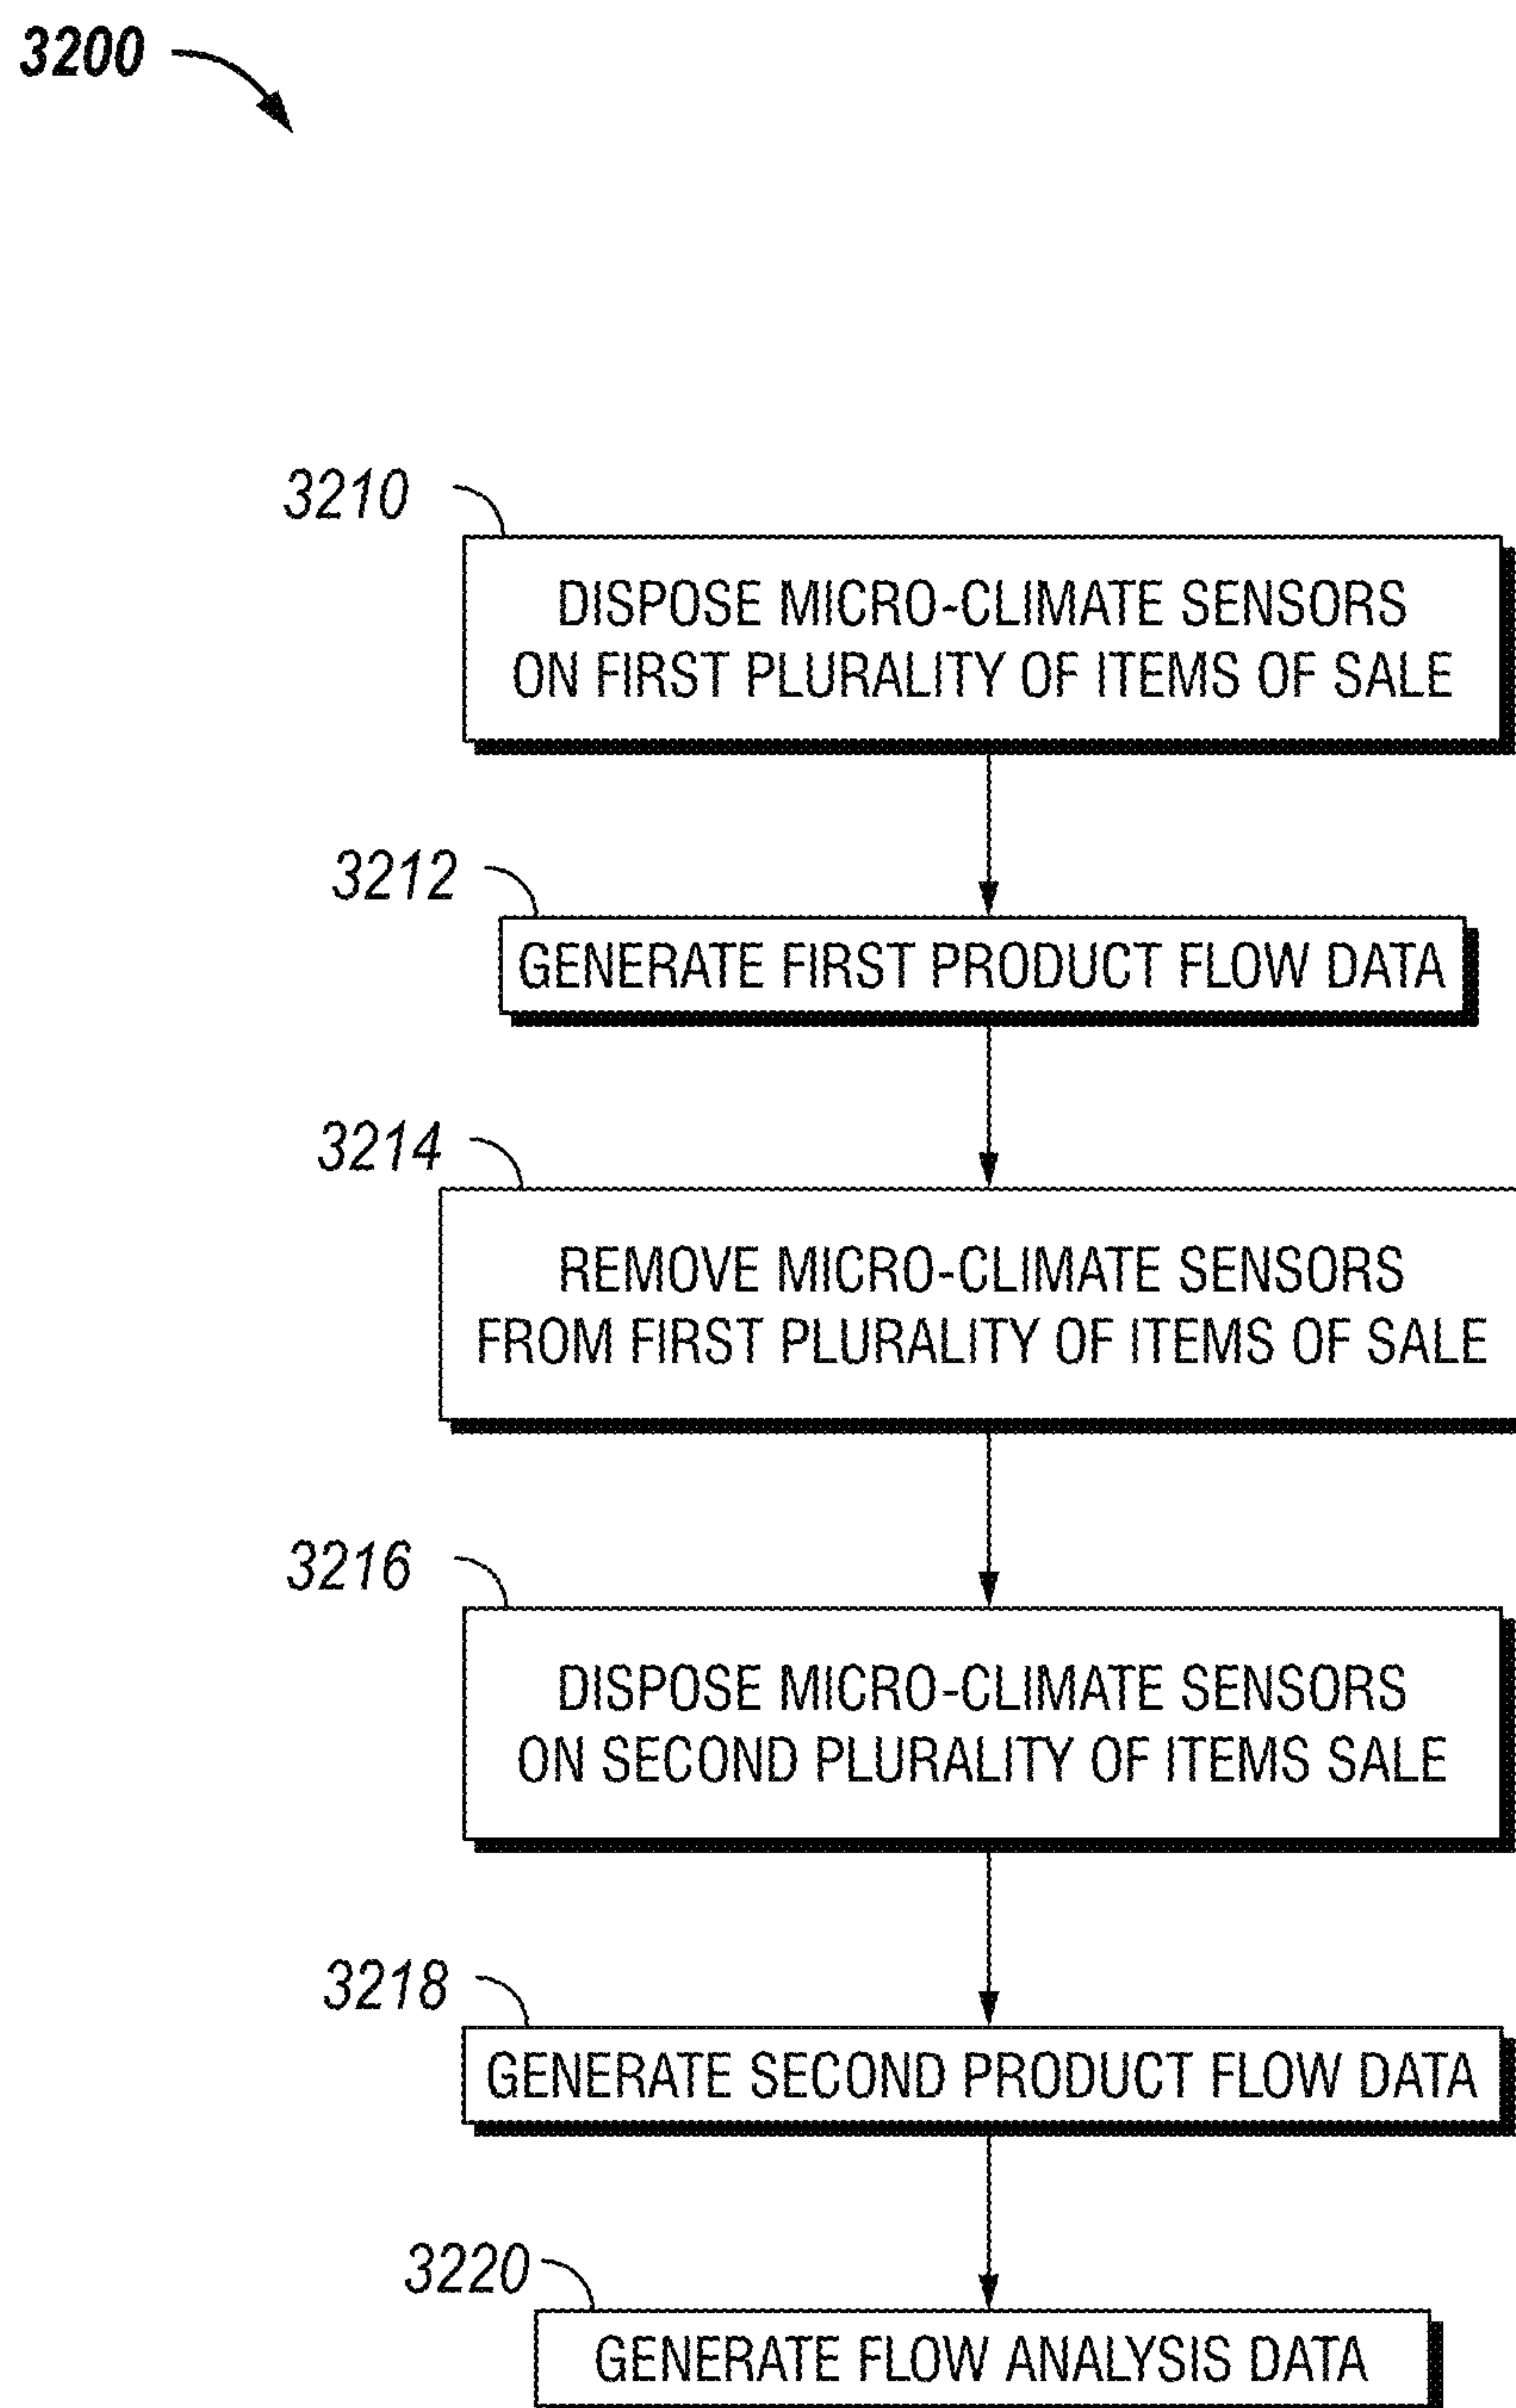 3200
3210
DISPOSE MICRO-CLIMATE SENSORS
ON FIRST PLURALITY OF ITEMS OF SALE
3212
GENERATE FIRST PRODUCT FLOW DATA
3214
REMOVE MICRO-CLIMATE SENSORS
FROM FIRST PLURALITY OF ITEMS OF SALE
3216
DISPOSE MICRO-CLIMATE SENSORS
ON SECOND PLURALITY OF ITEMS SALE
3218
GENERATE SECOND PRODUCT FLOW DATA
3220
GENERATE FLOW ANALYSIS DATA